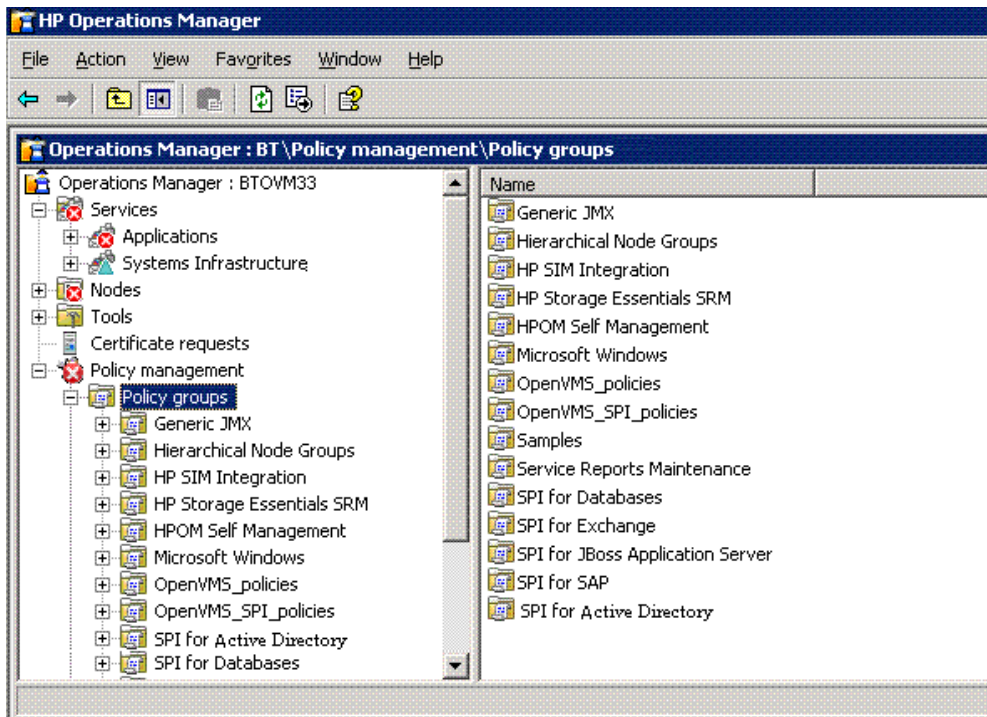 HP Operations Manager
File Action View Favorites Window Help
Operations Manager : BT\Policy management\Policy groups
Operations Manager : BTOVM33
Services
Applications
Systems Infrastructure
Nodes
Tools
Certificate requests
Policy management
Policy groups
Generic JMX
Hierarchical Node Groups
HP SIM Integration
HP Storage Essentials SRM
HPOM Self Management
Microsoft Windows
OpenVMS_policies
OpenVMS_SPI_policies
SPI for Active Directory
SPI for Databases
Name
Generic JMX
Hierarchical Node Groups
HP SIM Integration
HP Storage Essentials SRM
HPOM Self Management
Microsoft Windows
OpenVMS_policies
OpenVMS_SPI_policies
Samples
Service Reports Maintenance
SPI for Databases
SPI for Exchange
SPI for JBoss Application Server
SPI for SAP
SPI for Active Directory